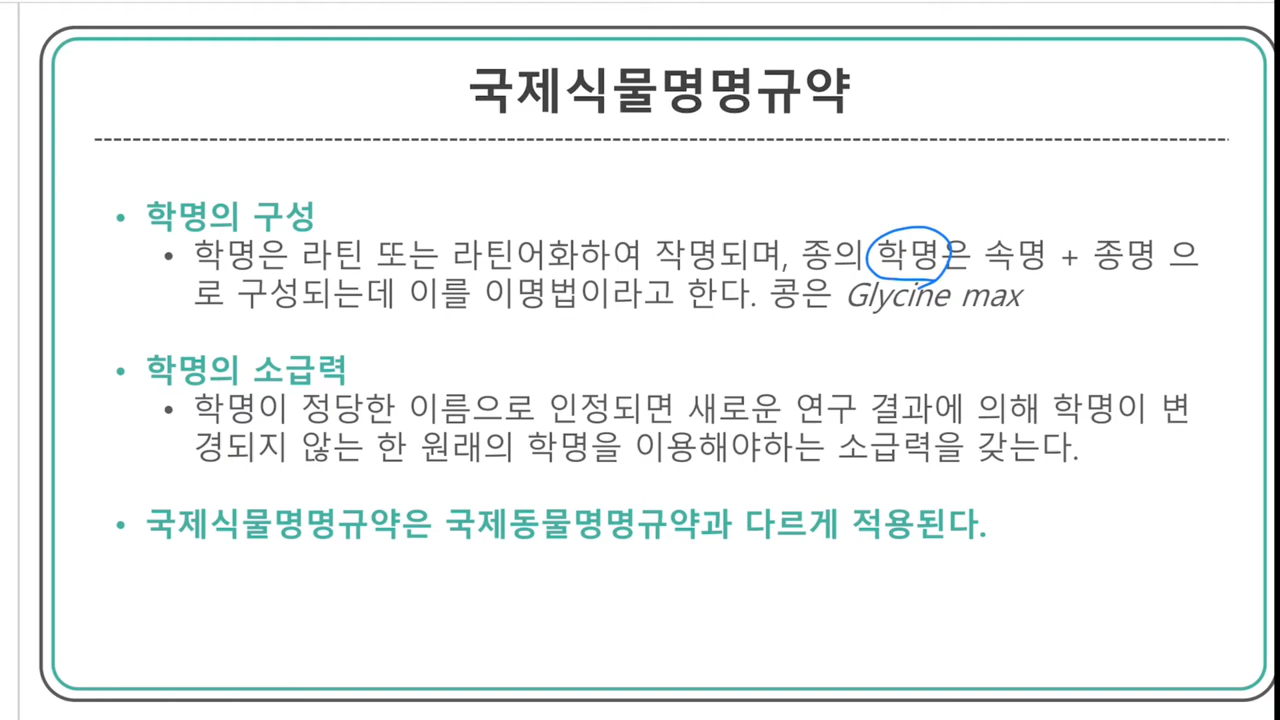 국제식물명명규약
• 학명의 구성
• 학명은 라틴 또는 라틴어화하여 작명되며, 종의 학명은 속명 + 종명 으
로 구성되는데 이를 이명법이라고 한다. 콩은 Glycine max
• 학명의 소급력
• 학명이 정당한 이름으로 인정되면 새로운 연구 결과에 의해 학명이 변
경되지 않는 한 원래의 학명을 이용해야하는 소급력을 갖는다.
• 국제식물명명규약은 국제동물명명규약과 다르게 적용된다.